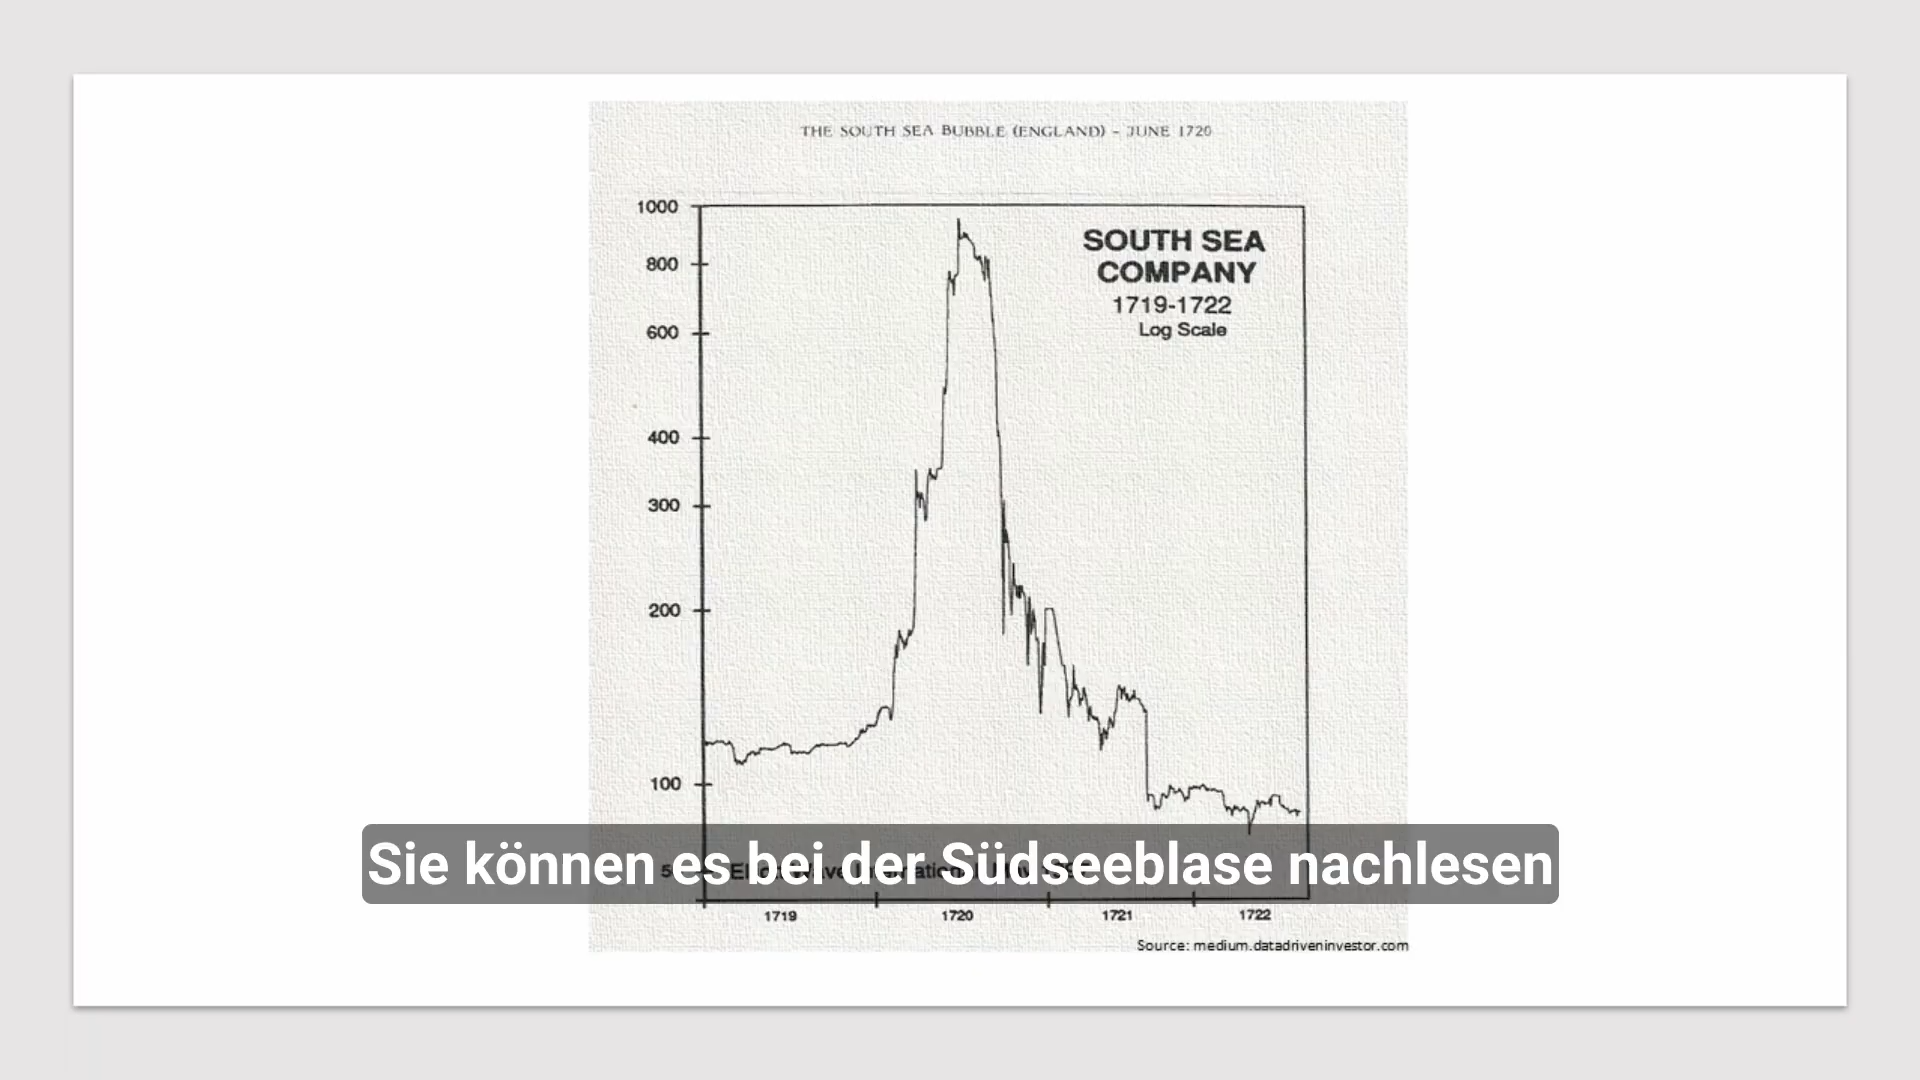 THE SOUTH SEA BUBBLE (ENGLAND) - JUNE 1720
SOUTH SEA
COMPANY
1719-1722
Log Scale
1000
800
600
400
300
200
100
Sie können es bei der Südseeblase nachlesen
1719
1720
1721
1722
Source: medium.datadriveninvestor.com